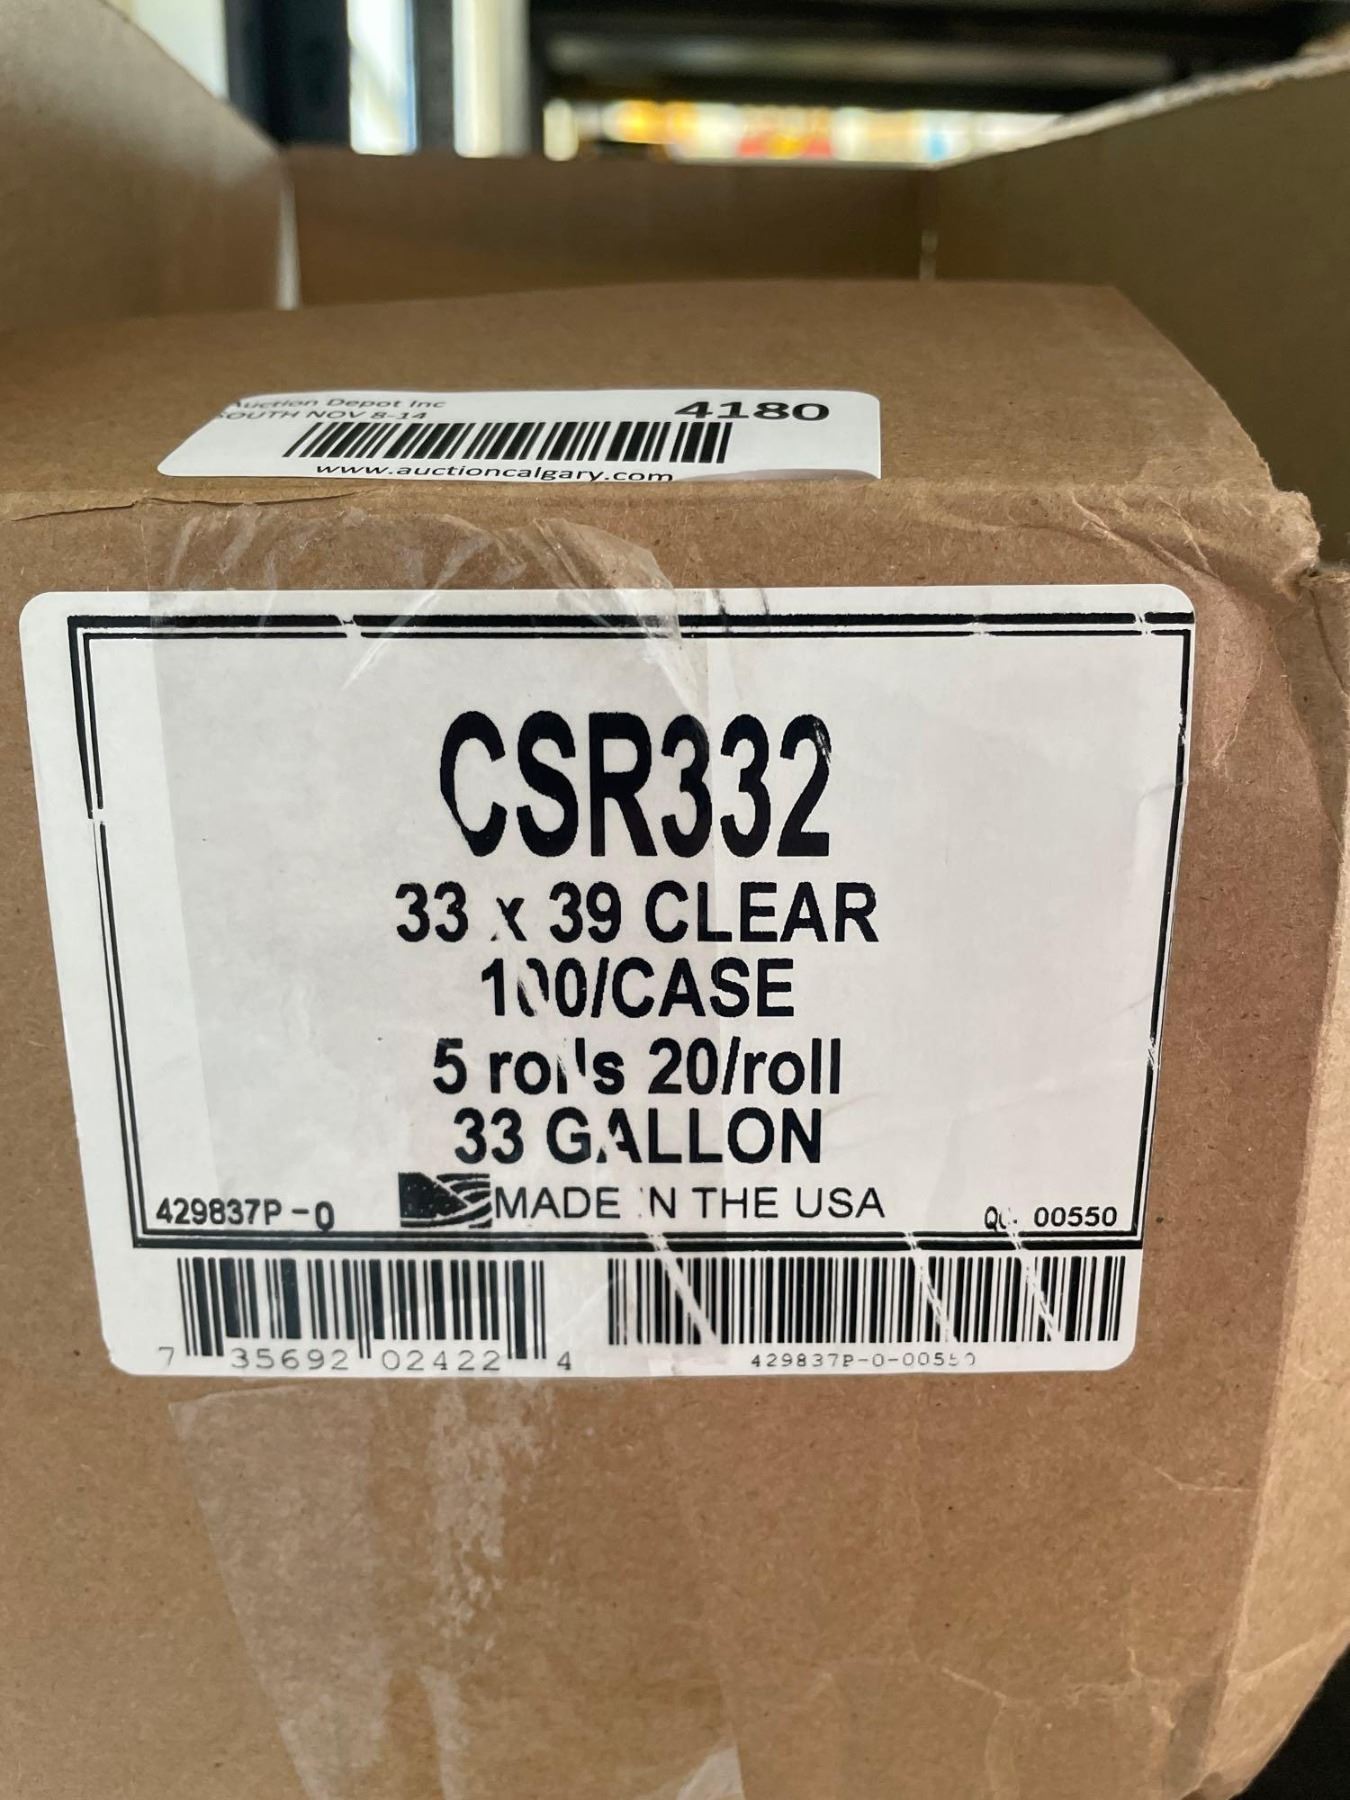 Auction Depot Inc
SOUTH NOV 8-14
4180
www.auctioncalgary.com
CSR332
33 x 39 CLEAR
100/CASE
5 rolls 20/roll
33 GALLON
MADE IN THE USA
429837P-0
00550
7 35692 02422 4
429837P-0-00550